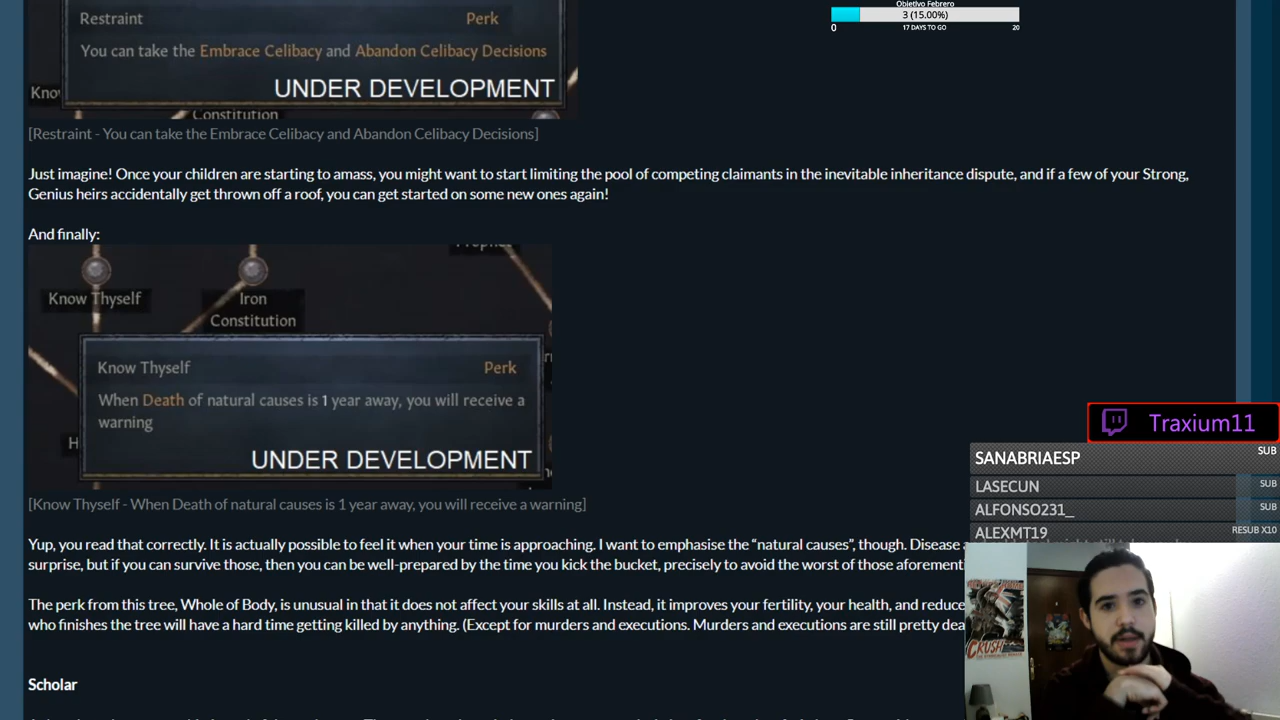 Obletivo Febrero
3 (15.00%)
0
17 DAYS TO GO
20
Restraint
Perk
You can take the Embrace Celibacy and Abandon Celibacy Decisions
UNDER DEVELOPMENT
Know
Constitution
[Restraint - You can take the Embrace Celibacy and Abandon Celibacy Decisions]
Just imagine! Once your children are starting to amass, you might want to start limiting the pool of competing claimants in the inevitable inheritance dispute, and if a few of your Strong,
Genius heirs accidentally get thrown off a roof, you can get started on some new ones again!
And finally:
Prophet
Know Thyself
Iron
Constitution
Know Thyself
Perk
When Death of natural causes is 1 year away, you will receive a
warning
H
UNDER DEVELOPMENT
[Know Thyself - When Death of natural causes is 1 year away, you will receive a warning]
Traxium11
SANABRIAESP
SUB
LASECUN
SUB
ALFONSO231_
SUB
ALEXMT19
RESUB X10
Yup, you read that correctly. It is actually possible to feel it when your time is approaching. I want to emphasise the “natural causes”, though. Disease
surprise, but if you can survive those, then you can be well-prepared by the time you kick the bucket, precisely to avoid the worst of those aforementi
The perk from this tree, Whole of Body, is unusual in that it does not affect your skills at all. Instead, it improves your fertility, your health, and reduce
who finishes the tree will have a hard time getting killed by anything. (Except for murders and executions. Murders and executions are still pretty dea
CRUSH
Scholar